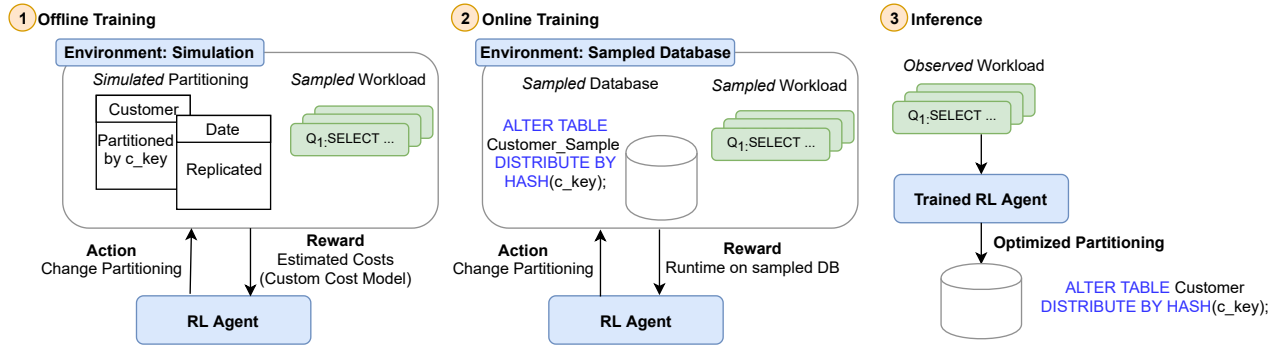 1 Offline Training
Environment: Simulation
Simulated Partitioning
Customer
Partitioned
by c_key
Date
Replicated
Sampled Workload
Q1:SELECT ...
Action
Change Partitioning
Reward
Estimated Costs
(Custom Cost Model)
RL Agent
2 Online Training
Environment: Sampled Database
Sampled Database
ALTER TABLE
Customer_Sample
DISTRIBUTE BY
HASH(c_key);
Sampled Workload
Q1:SELECT ...
Action
Change Partitioning
Reward
Runtime on sampled DB
RL Agent
3 Inference
Observed Workload
Q1:SELECT ...
Trained RL Agent
Optimized Partitioning
ALTER TABLE Customer
DISTRIBUTE BY HASH(c_key);